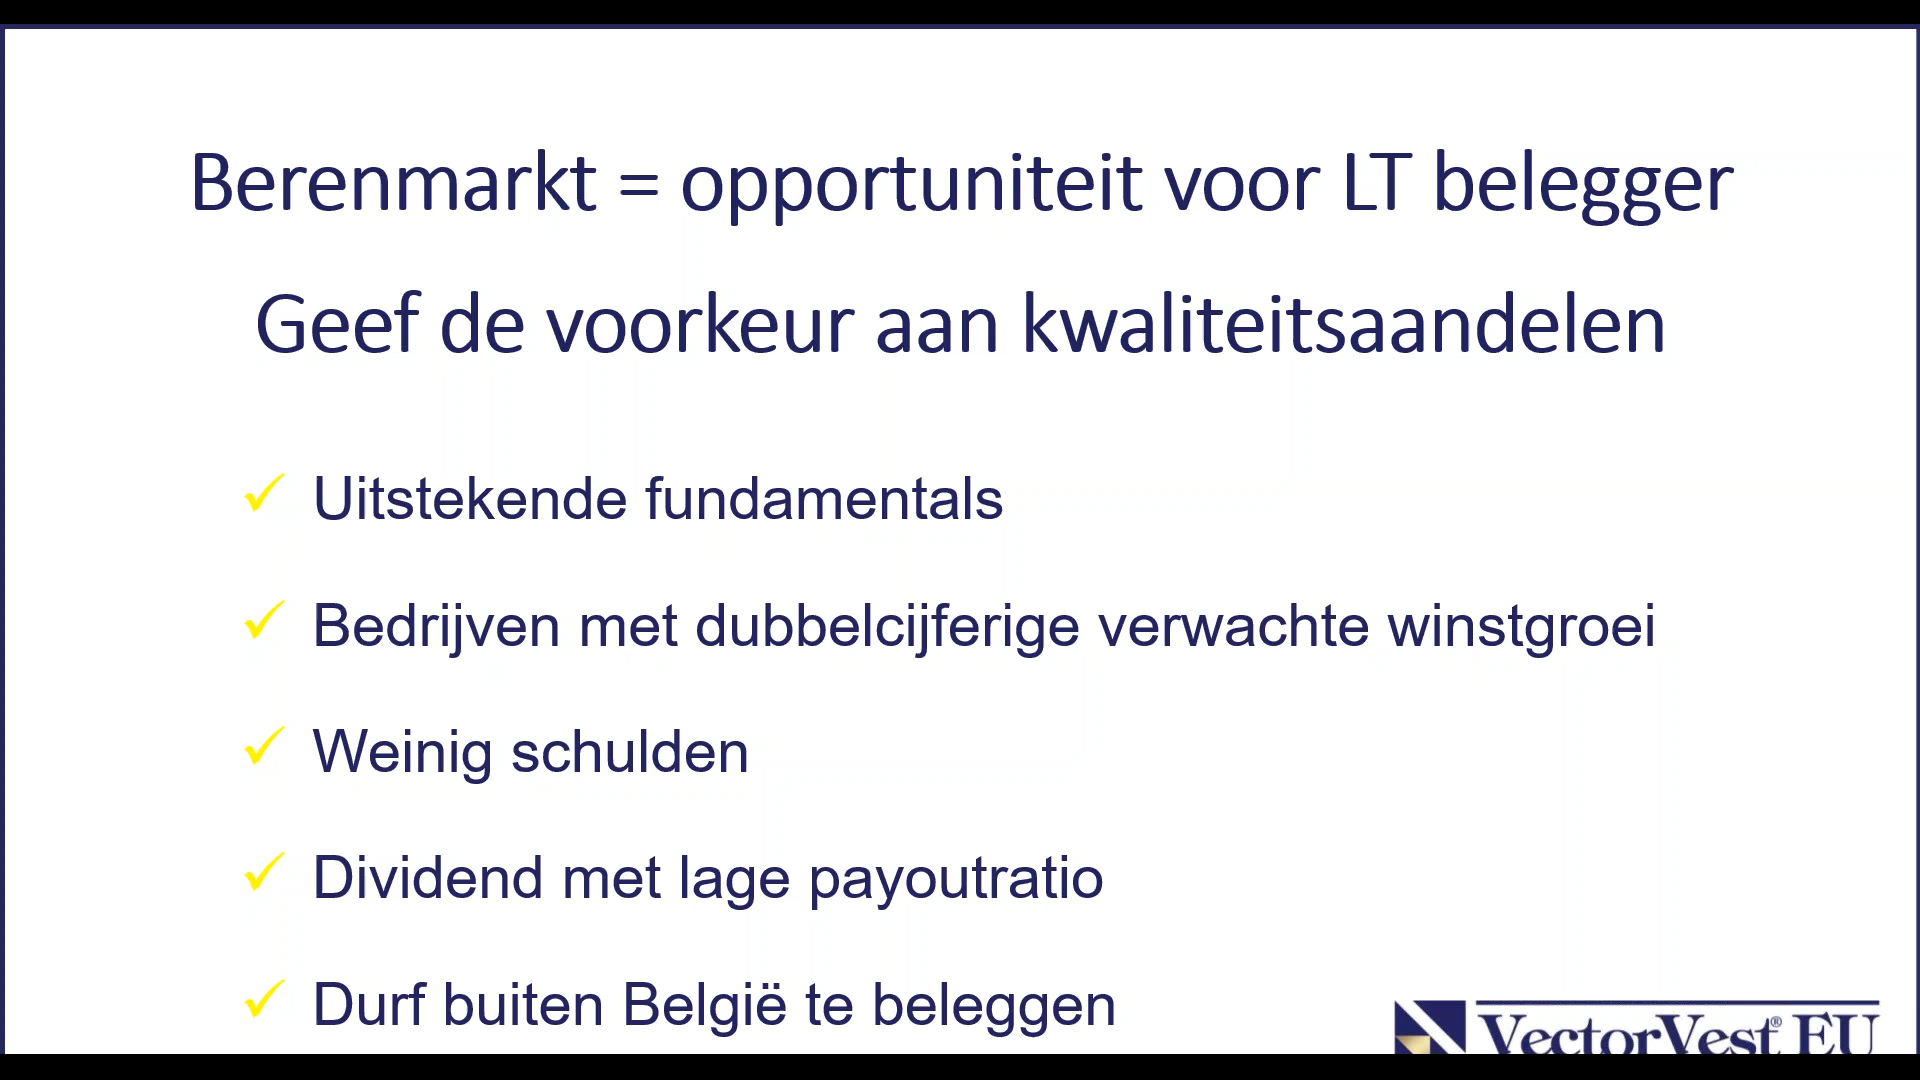 Berenmarkt = opportuniteit voor LT belegger
Geef de voorkeur aan kwaliteitsaandelen
✓ Uitstekende fundamentals
✓ Bedrijven met dubbelcijferige verwachte winstgroei
✓ Weinig schulden
✓ Dividend met lage payoutratio
✓ Durf buiten België te beleggen
VectorVest® EU